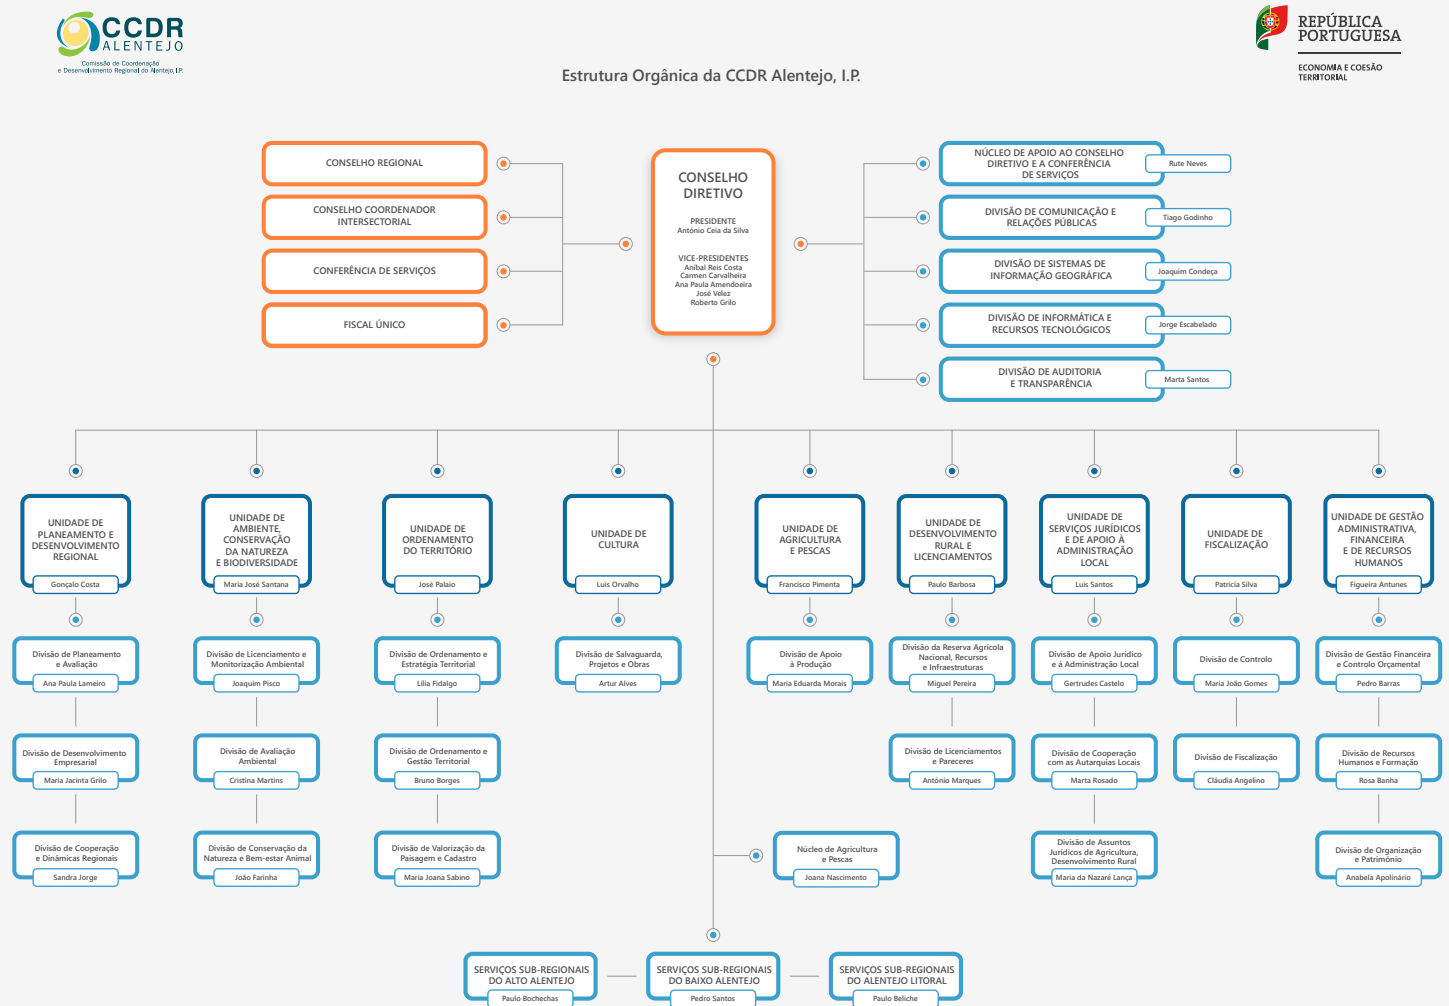 CCDR
ALENTEJO
Comissão de Coordenação
e Desenvolvimento Regional do Alentejo, I.P.
REPÚBLICA
PORTUGUESA
ECONOMIA E COESÃO
TERRITORIAL
Estrutura Orgânica da CCDR Alentejo, I.P.
CONSELHO REGIONAL
CONSELHO COORDENADOR
INTERSECTORIAL
CONFERÊNCIA DE SERVIÇOS
FISCAL ÚNICO
CONSELHO
DIRETIVO
PRESIDENTE
António Ceia da Silva
VICE-PRESIDENTES
Aníbal Reis Costa
Carmen Carvalheira
Ana Paula Amendoeira
José Velez
Roberto Grilo
NÚCLEO DE APOIO AO CONSELHO
DIRETIVO E A CONFERÊNCIA
DE SERVIÇOS
Rute Neves
DIVISÃO DE COMUNICAÇÃO E
RELAÇÕES PÚBLICAS
Tiago Godinho
DIVISÃO DE SISTEMAS DE
INFORMAÇÃO GEOGRÁFICA
Joaquim Condeça
DIVISÃO DE INFORMÁTICA E
RECURSOS TECNOLÓGICOS
Jorge Escabelado
DIVISÃO DE AUDITORIA
E TRANSPARÊNCIA
Marta Santos
UNIDADE DE
PLANEAMENTO E
DESENVOLVIMENTO
REGIONAL
Gonçalo Costa
UNIDADE DE
AMBIENTE,
CONSERVAÇÃO
DA NATUREZA
E BIODIVERSIDADE
Maria José Santana
UNIDADE DE
ORDENAMENTO
DO TERRITÓRIO
José Palaio
UNIDADE DE
CULTURA
Luís Orvalho
UNIDADE DE
AGRICULTURA
E PESCAS
Francisco Pimenta
UNIDADE DE
DESENVOLVIMENTO
RURAL E
LICENCIAMENTOS
Paulo Barbosa
UNIDADE DE
SERVIÇOS JURÍDICOS
E DE APOIO À
ADMINISTRAÇÃO
LOCAL
Luís Santos
UNIDADE DE
FISCALIZAÇÃO
Patrícia Silva
UNIDADE DE GESTÃO
ADMINISTRATIVA,
FINANCEIRA
E DE RECURSOS
HUMANOS
Figueira Antunes
Divisão de Planeamento
e Avaliação
Ana Paula Lameiro
Divisão de Licenciamento e
Monitorização Ambiental
Joaquim Pisco
Divisão de Ordenamento e
Estratégia Territorial
Lília Fidalgo
Divisão de Salvaguarda,
Projetos e Obras
Artur Alves
Divisão de Apoio
à Produção
Maria Eduarda Morais
Divisão da Reserva Agrícola
Nacional, Recursos
e Infraestruturas
Miguel Pereira
Divisão de Apoio Jurídico
e à Administração Local
Gertrudes Castelo
Divisão de Controlo
Maria João Gomes
Divisão de Gestão Financeira
e Controlo Orçamental
Pedro Barras
Divisão de Desenvolvimento
Empresarial
Maria Jacinta Grilo
Divisão de Avaliação
Ambiental
Cristina Martins
Divisão de Ordenamento e
Gestão Territorial
Bruno Borges
Divisão de Licenciamentos
e Pareceres
António Marques
Divisão de Cooperação
com as Autarquias Locais
Marta Rosado
Divisão de Fiscalização
Cláudia Angelino
Divisão de Recursos
Humanos e Formação
Rosa Banha
Divisão de Cooperação
e Dinâmicas Regionais
Sandra Jorge
Divisão de Conservação da
Natureza e Bem-estar Animal
João Farinha
Divisão de Valorização da
Paisagem e Cadastro
Maria Joana Sabino
Núcleo de Agricultura
e Pescas
Joana Nascimento
Divisão de Assuntos
Jurídicos de Agricultura,
Desenvolvimento Rural
Maria da Nazaré Lança
Divisão de Organização
e Património
Anabela Apolinário
SERVIÇOS SUB-REGIONAIS
DO ALTO ALENTEJO
Paulo Bochechas
SERVIÇOS SUB-REGIONAIS
DO BAIXO ALENTEJO
Pedro Santos
SERVIÇOS SUB-REGIONAIS
DO ALENTEJO LITORAL
Paulo Beliche